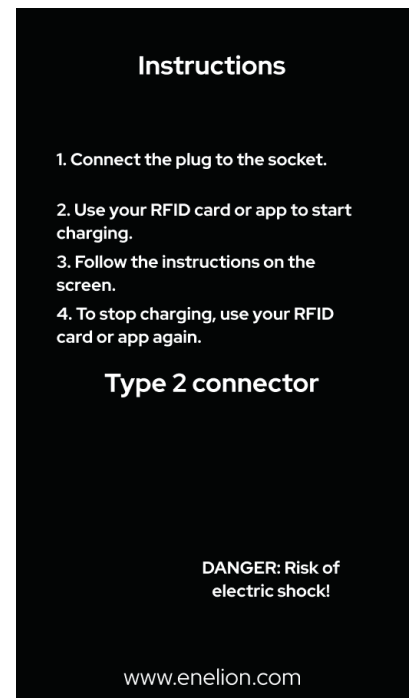 Instructions
1. Connect the plug to the socket.
2. Use your RFID card or app to start
charging.
3. Follow the instructions on the
screen.
4. To stop charging, use your RFID
card or app again.
Type 2 connector
DANGER: Risk of
electric shock!
www.enelion.com